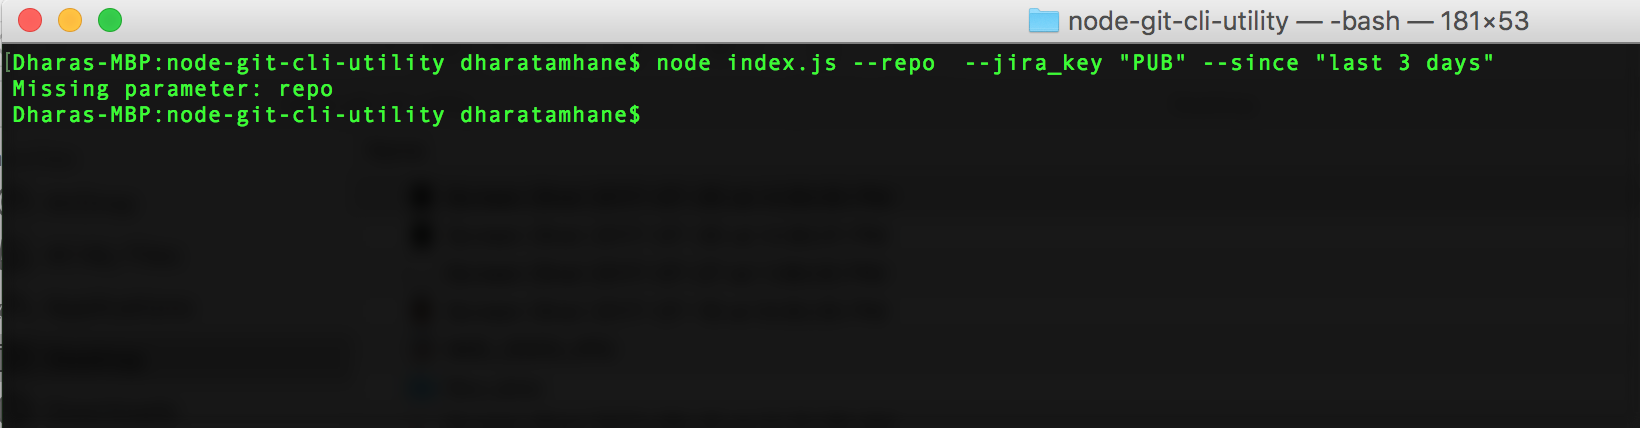 node-git-cli-utility — -bash — 181×53
[Dharas-MBP:node-git-cli-utility dharatamhane$ node index.js --repo  --jira_key "PUB" --since "last 3 days"
Missing parameter: repo
Dharas-MBP:node-git-cli-utility dharatamhane$